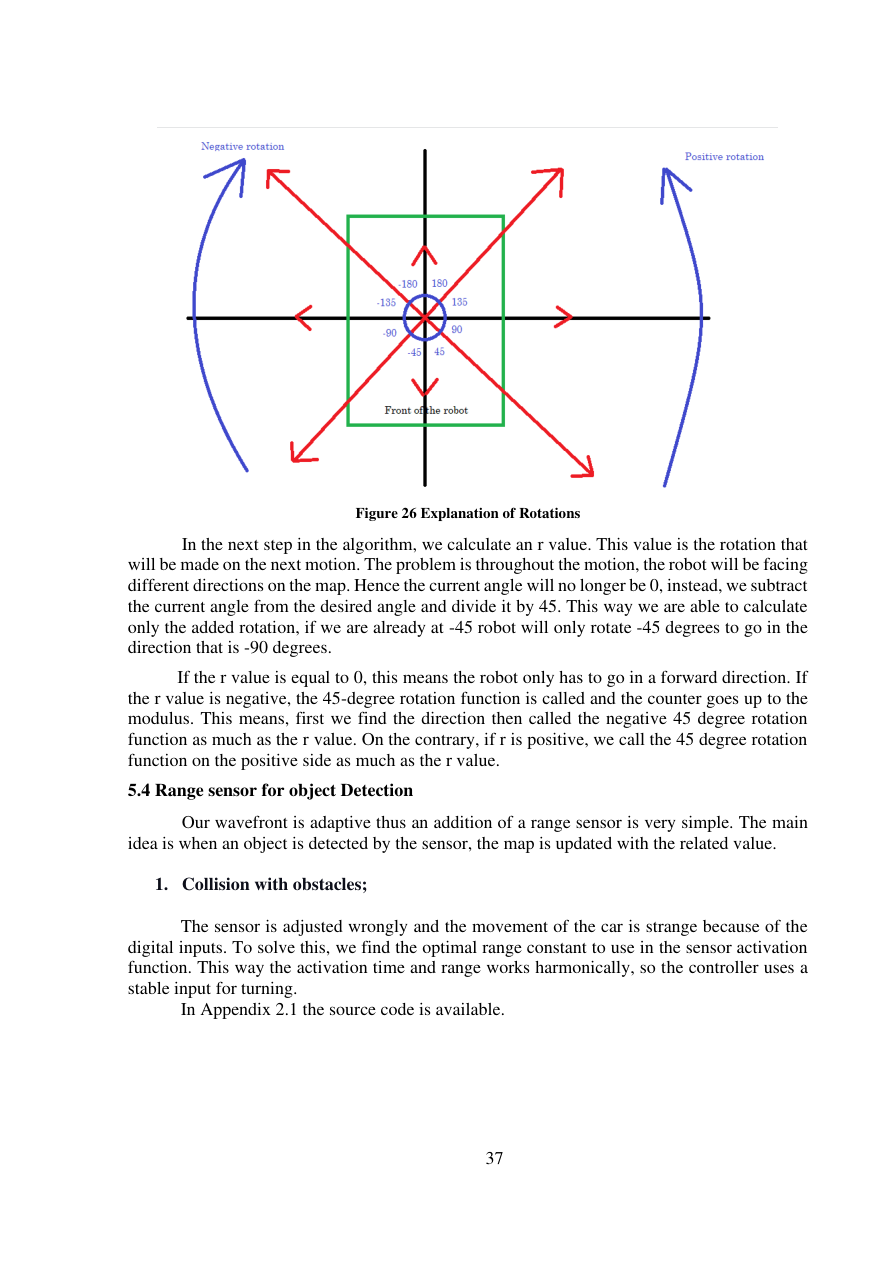 Negative rotation
Positive rotation
-180 180
-135 135
-90 90
-45 45
Front of the robot
Figure 26 Explanation of Rotations
In the next step in the algorithm, we calculate an r value. This value is the rotation that
will be made on the next motion. The problem is throughout the motion, the robot will be facing
different directions on the map. Hence the current angle will no longer be 0, instead, we subtract
the current angle from the desired angle and divide it by 45. This way we are able to calculate
only the added rotation, if we are already at -45 robot will only rotate -45 degrees to go in the
direction that is -90 degrees.
If the r value is equal to 0, this means the robot only has to go in a forward direction. If
the r value is negative, the 45-degree rotation function is called and the counter goes up to the
modulus. This means, first we find the direction then called the negative 45 degree rotation
function as much as the r value. On the contrary, if r is positive, we call the 45 degree rotation
function on the positive side as much as the r value.
5.4 Range sensor for object Detection
Our wavefront is adaptive thus an addition of a range sensor is very simple. The main
idea is when an object is detected by the sensor, the map is updated with the related value.
1. Collision with obstacles;
The sensor is adjusted wrongly and the movement of the car is strange because of the
digital inputs. To solve this, we find the optimal range constant to use in the sensor activation
function. This way the activation time and range works harmonically, so the controller uses a
stable input for turning.
In Appendix 2.1 the source code is available.
37